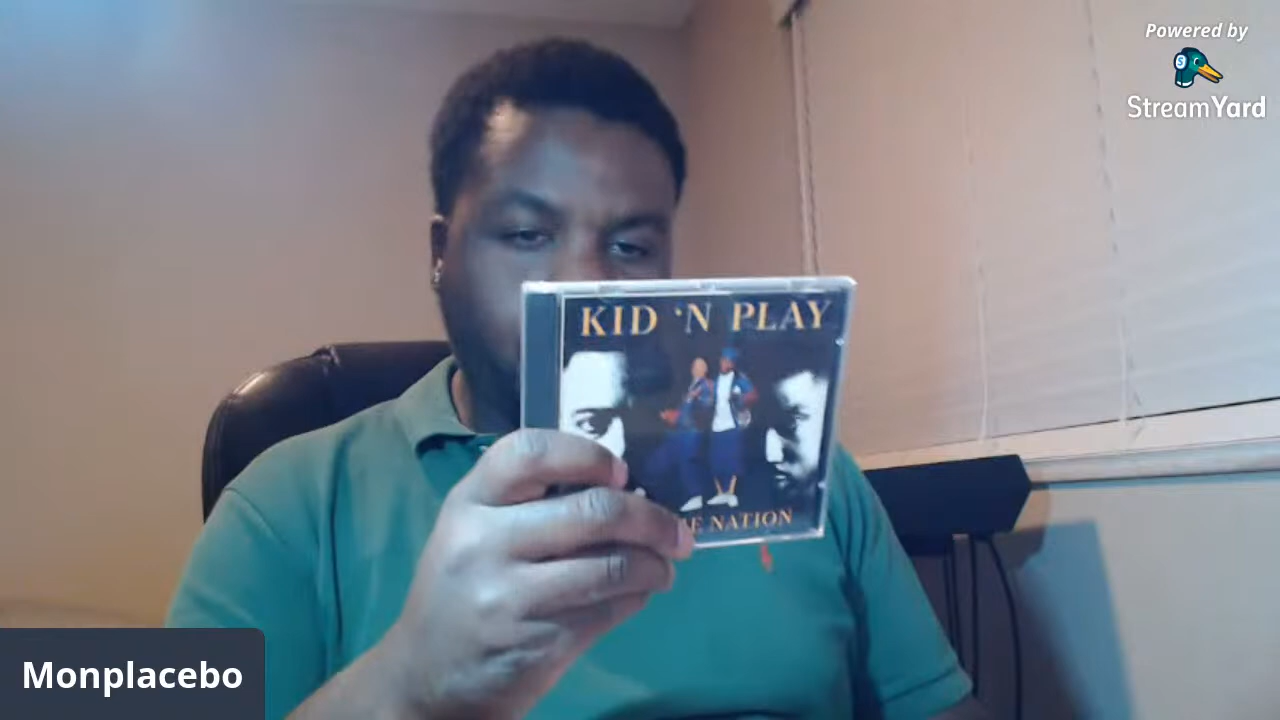 Powered by
StreamYard
KID 'N PLAY
NATION
Monplacebo